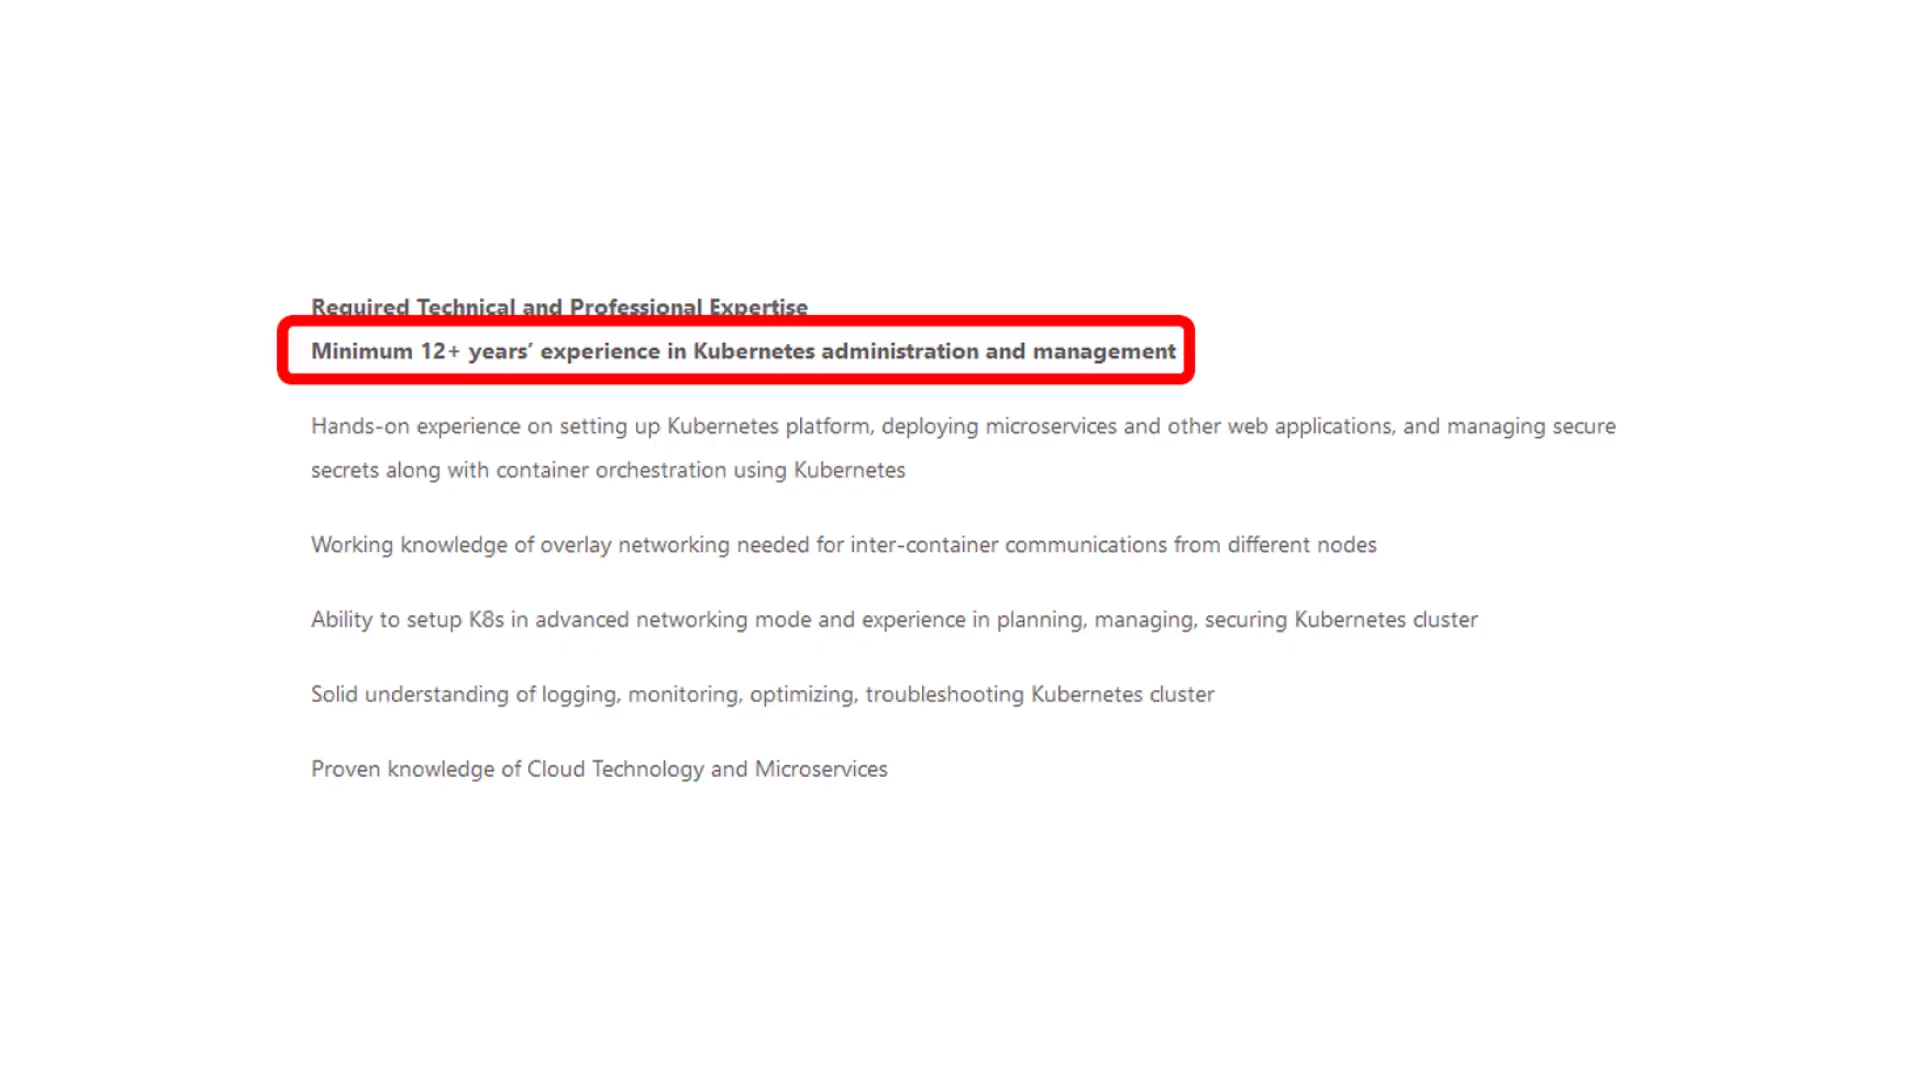 Required Technical and Professional Expertise
Minimum 12+ years’ experience in Kubernetes administration and management
Hands-on experience on setting up Kubernetes platform, deploying microservices and other web applications, and managing secure
secrets along with container orchestration using Kubernetes
Working knowledge of overlay networking needed for inter-container communications from different nodes
Ability to setup K8s in advanced networking mode and experience in planning, managing, securing Kubernetes cluster
Solid understanding of logging, monitoring, optimizing, troubleshooting Kubernetes cluster
Proven knowledge of Cloud Technology and Microservices